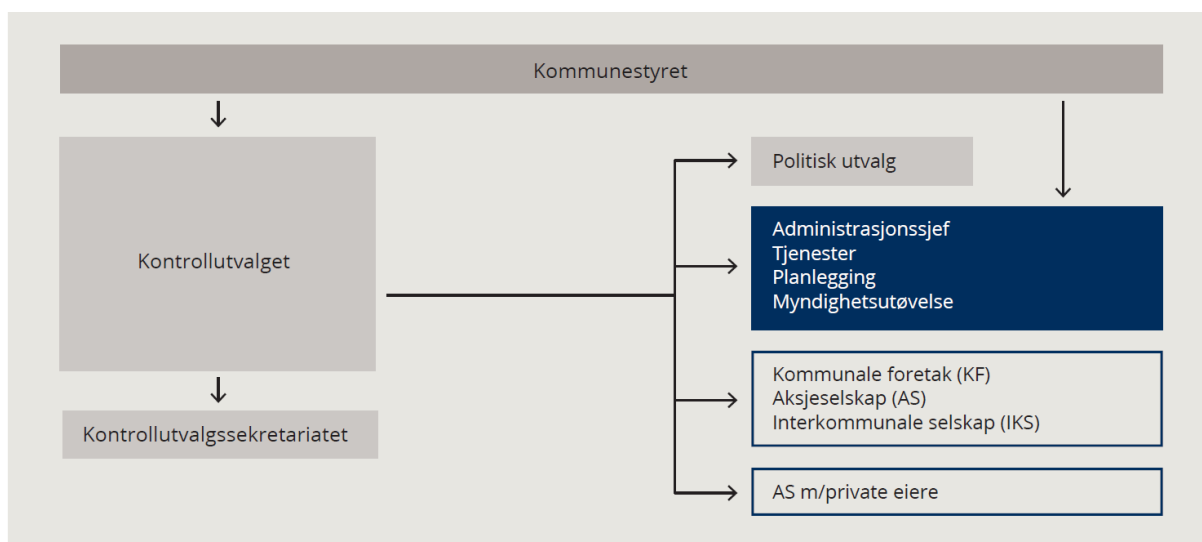 Kommunestyret
Kontrollutvalget
Kontrollutvalgssekretariatet
Politisk utvalg
Administrasjonssjef
Tjenester
Planlegging
Myndighetsutøvelse
Kommunale foretak (KF)
Aksjeselskap (AS)
Interkommunale selskap (IKS)
AS m/private eiere